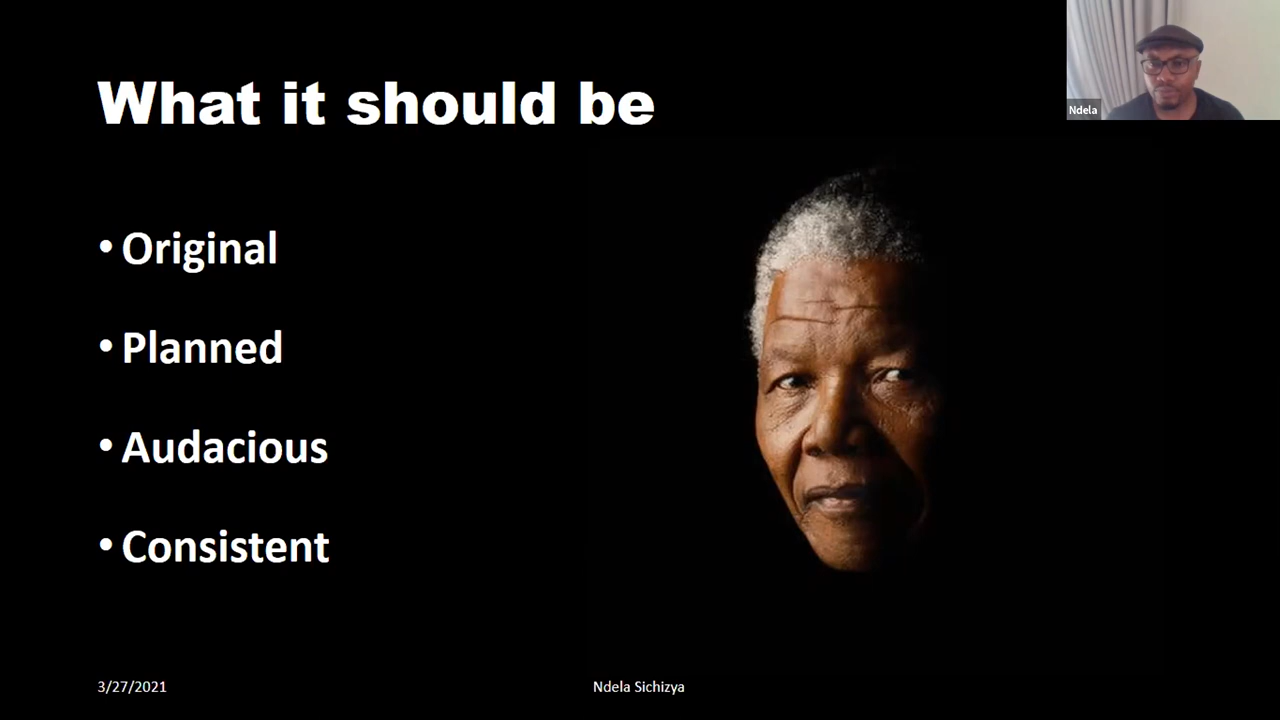 What it should be
Ndela
• Original
• Planned
• Audacious
• Consistent
3/27/2021
Ndela Sichizya